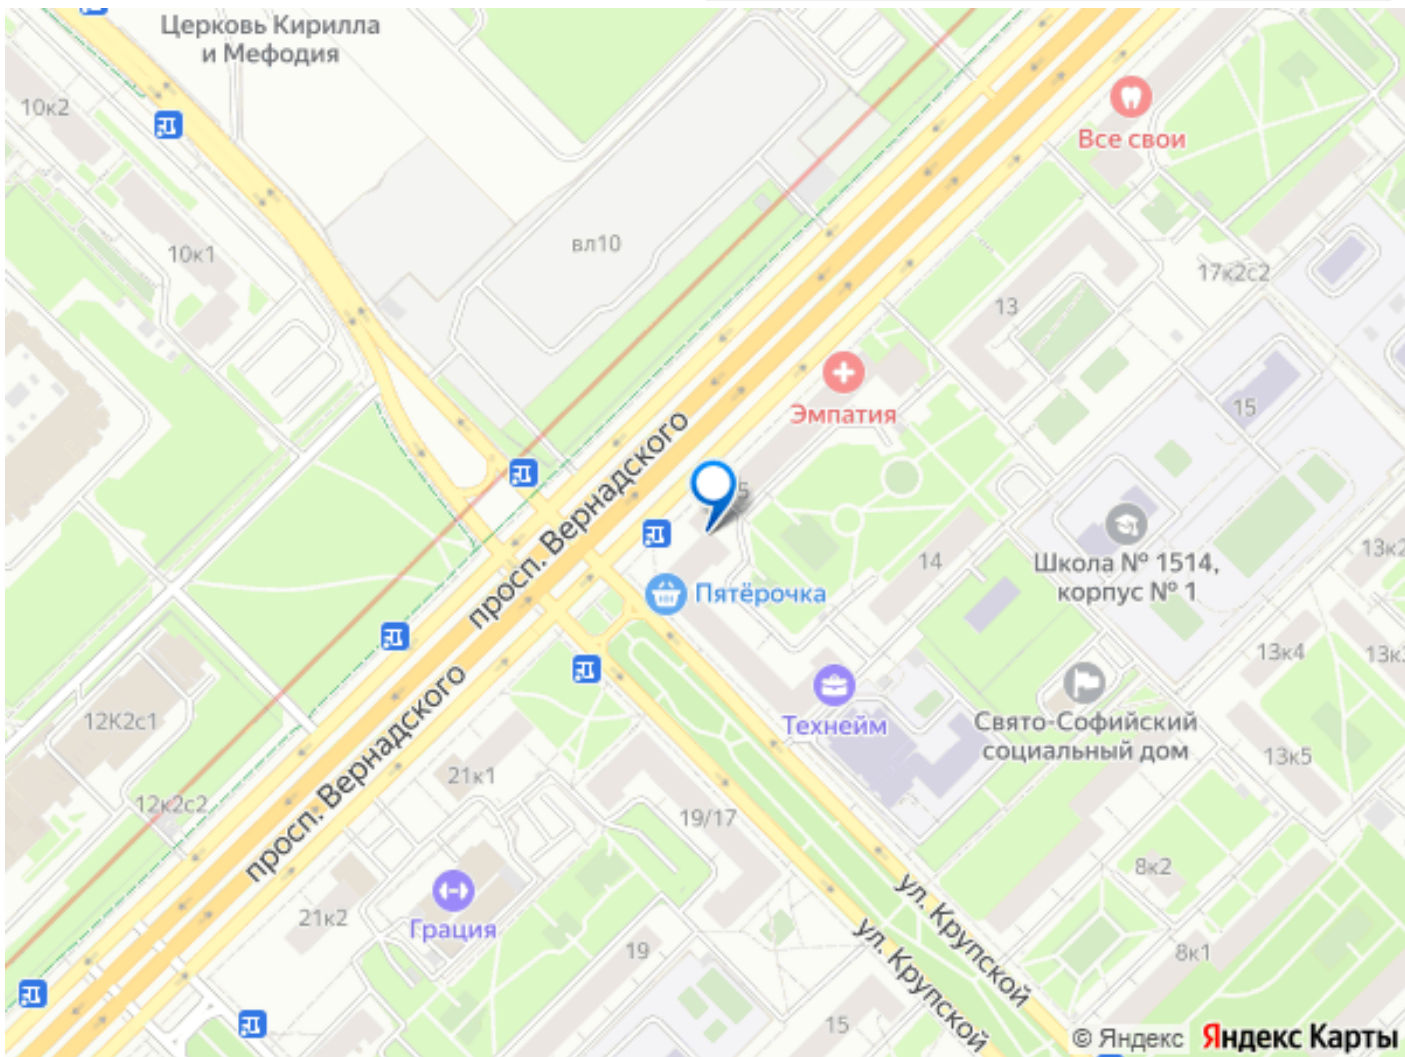 Церковь Кирилла
и Мефодия
10к2
Все свои
10к1
вл10
17к2с2
13
Эмпатия
15
просп. Вернадского
5
14
Школа № 1514,
корпус № 1
13к2
Пятёрочка
13к4
13к
Технейм
Свято-Софийский
социальный дом
12К2с1
просп. Вернадского
21к1
13к5
12к2с2
19/17
8к2
Грация
21к2
ул. Крупской
19
ул. Крупской
8к1
15
© Яндекс Яндекс Карты